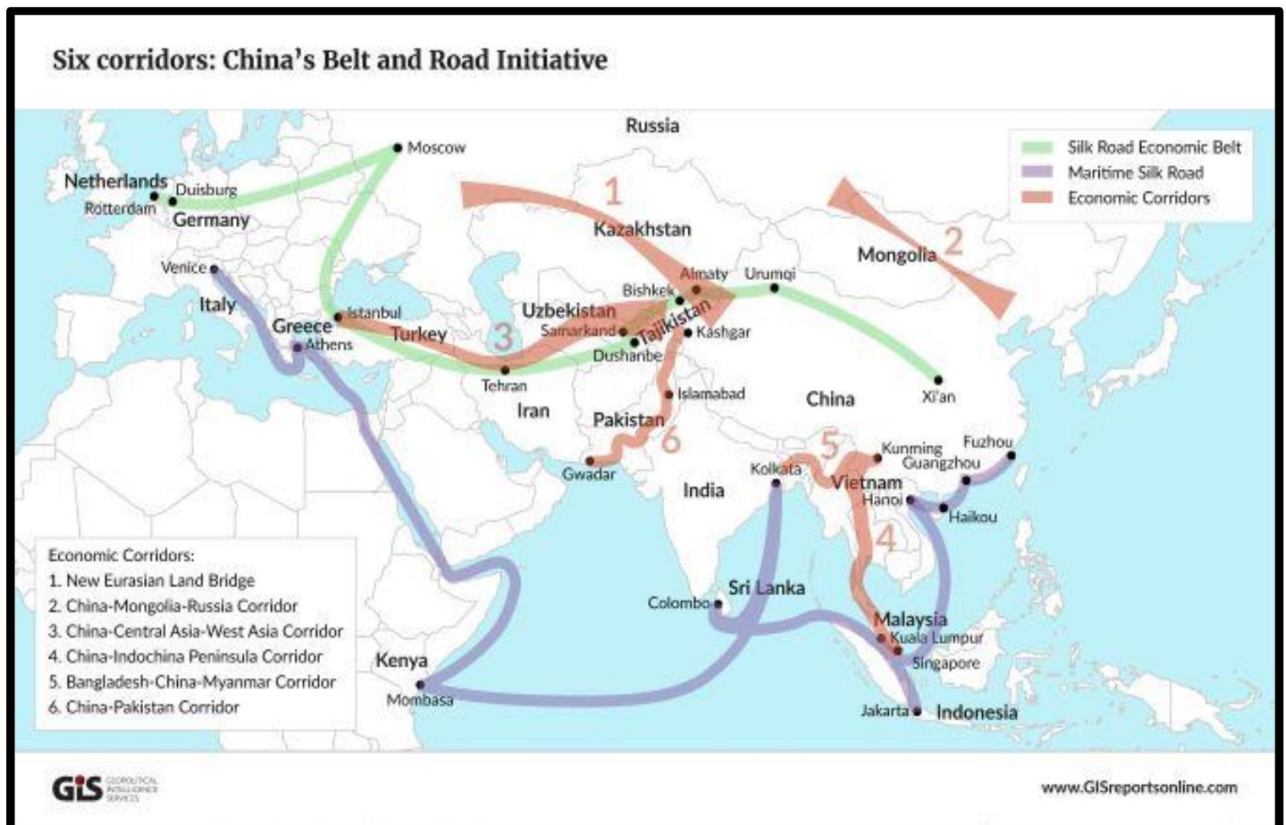 Six corridors: China's Belt and Road Initiative
Russia
Moscow
Silk Road Economic Belt
Maritime Silk Road
Economic Corridors
Netherlands
Duisburg
Rotterdam
Germany
1
Kazakhstan
Mongolia
2
Venice
Italy
Almaty
Urumqi
Bishkek
Istanbul
Greece
Athens
Turkey
3
Uzbekistan
Samarkand
Tajikistan
Kashgar
Dushanbe
Tehran
Iran
Islamabad
China
Xi'an
Pakistan
6
Gwadar
India
Kolkata
5
Kunming
Fuzhou
Guangzhou
Vietnam
Hanoi
Haikou
4
Economic Corridors:
1. New Eurasian Land Bridge
2. China-Mongolia-Russia Corridor
3. China-Central Asia-West Asia Corridor
4. China-Indochina Peninsula Corridor
5. Bangladesh-China-Myanmar Corridor
6. China-Pakistan Corridor
Sri Lanka
Colombo
Malaysia
Kuala Lumpur
Singapore
Kenya
Mombasa
Jakarta
Indonesia
GIS
GEOPOLITICAL
INTELLIGENCE
SERVICES
www.GISreportsonline.com